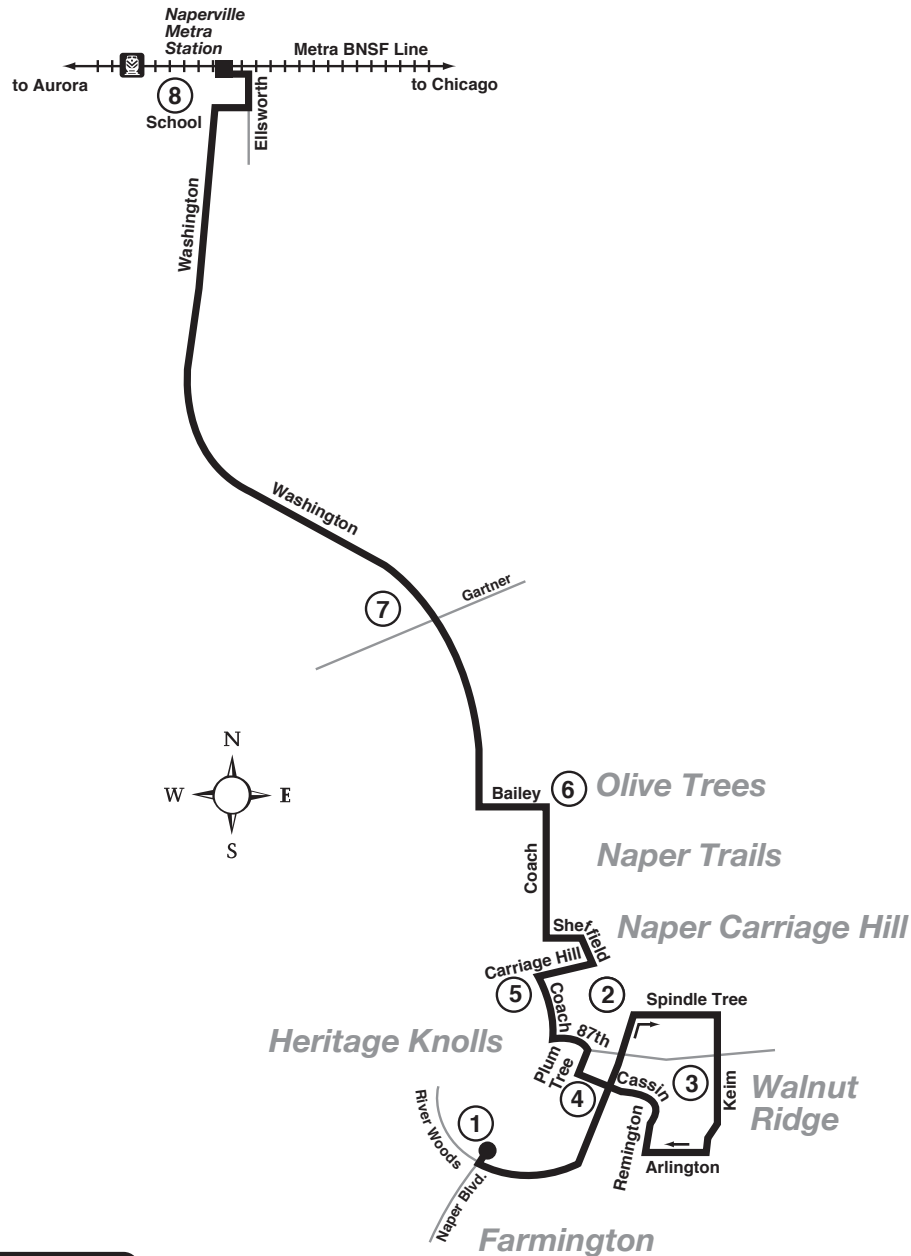 Naperville
Metra
Station
Metra BNSF Line
to Aurora
to Chicago
8
School
Ellsworth
Washington
Washington
Gartner
7
N
W
E
S
Bailey
6
Olive Trees
Coach
Naper Trails
Sheffield
Naper Carriage Hill
Carriage Hill
5
Coach
2
Spindle Tree
87th
Heritage Knolls
Plum
Tree
Cassin
3
Keim
Walnut
Ridge
4
River Woods
1
Remington
Arlington
Naper Blvd.
Farmington